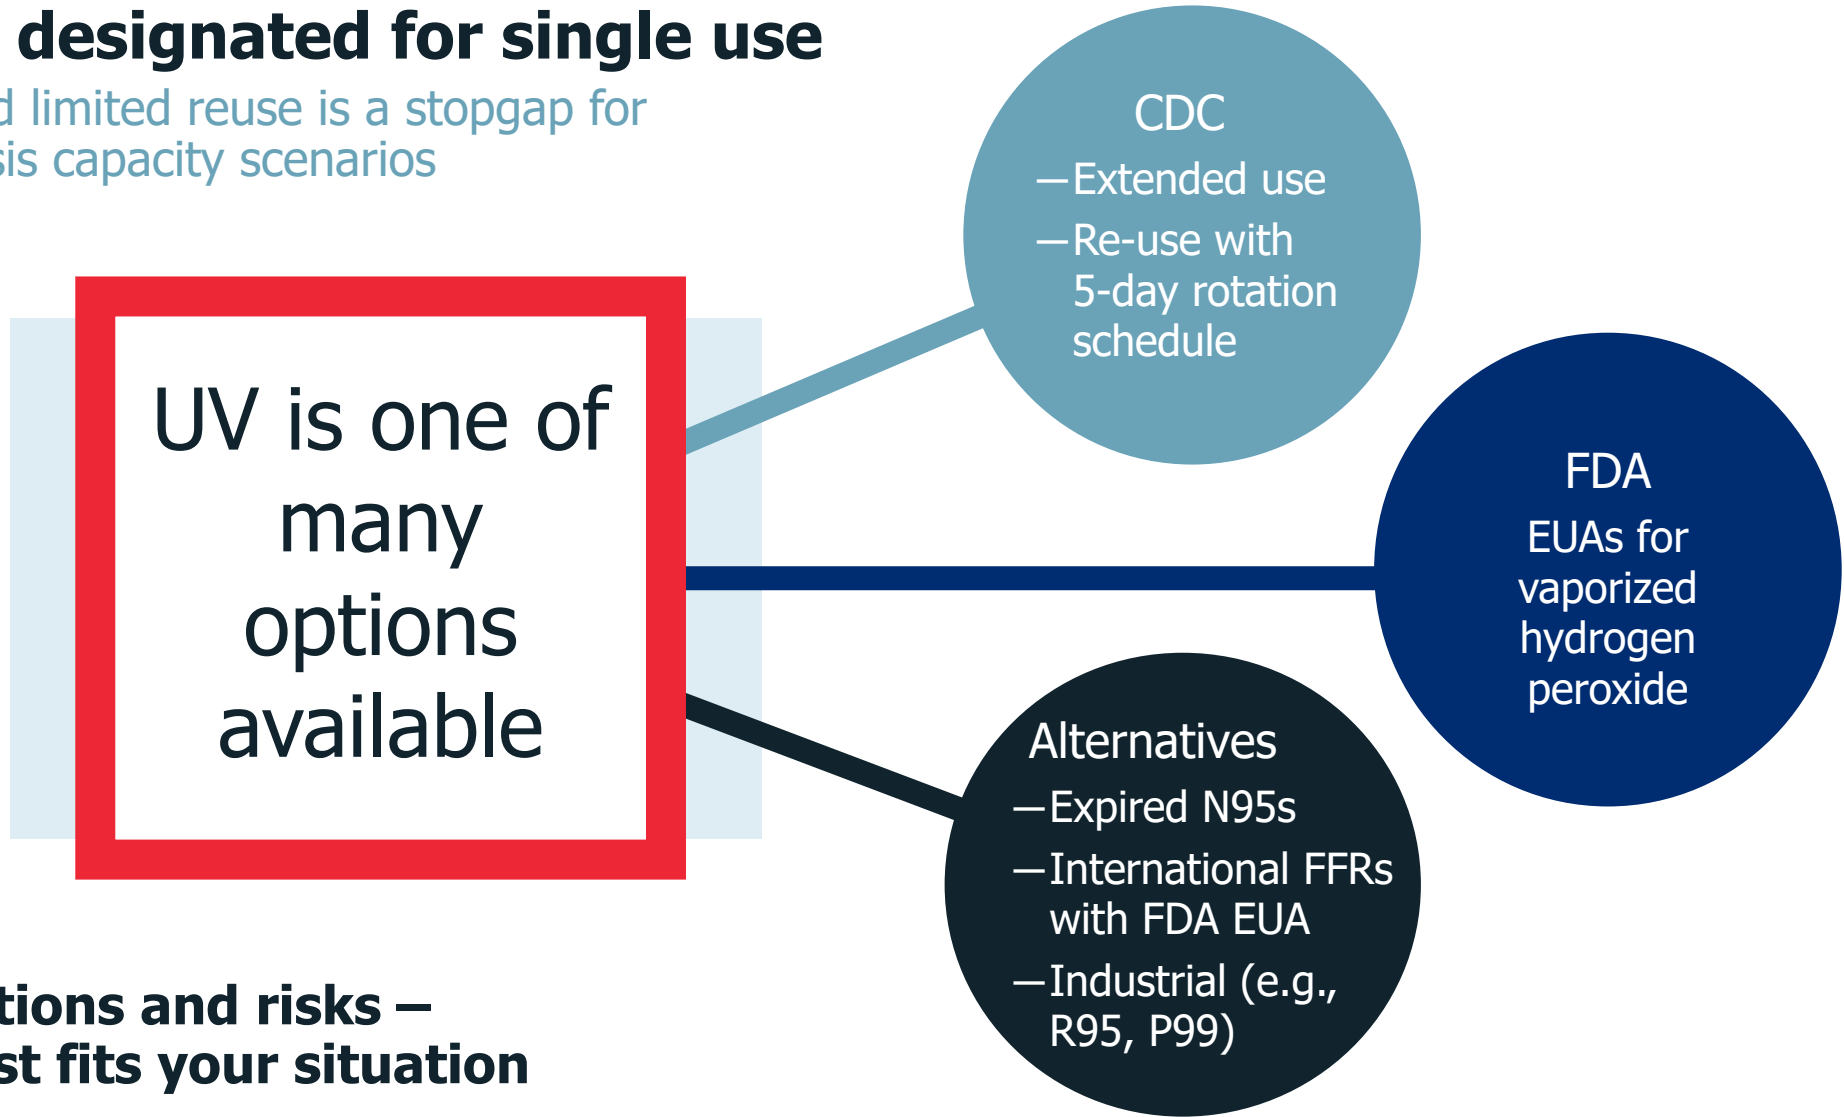 designated for single use
d limited reuse is a stopgap for
sis capacity scenarios
UV is one of
many
options
available
CDC
—Extended use
—Re-use with
5-day rotation
schedule
FDA
EUAs for
vaporized
hydrogen
peroxide
Alternatives
—Expired N95s
—International FFRs
with FDA EUA
—Industrial (e.g.,
R95, P99)
tions and risks —
st fits your situation